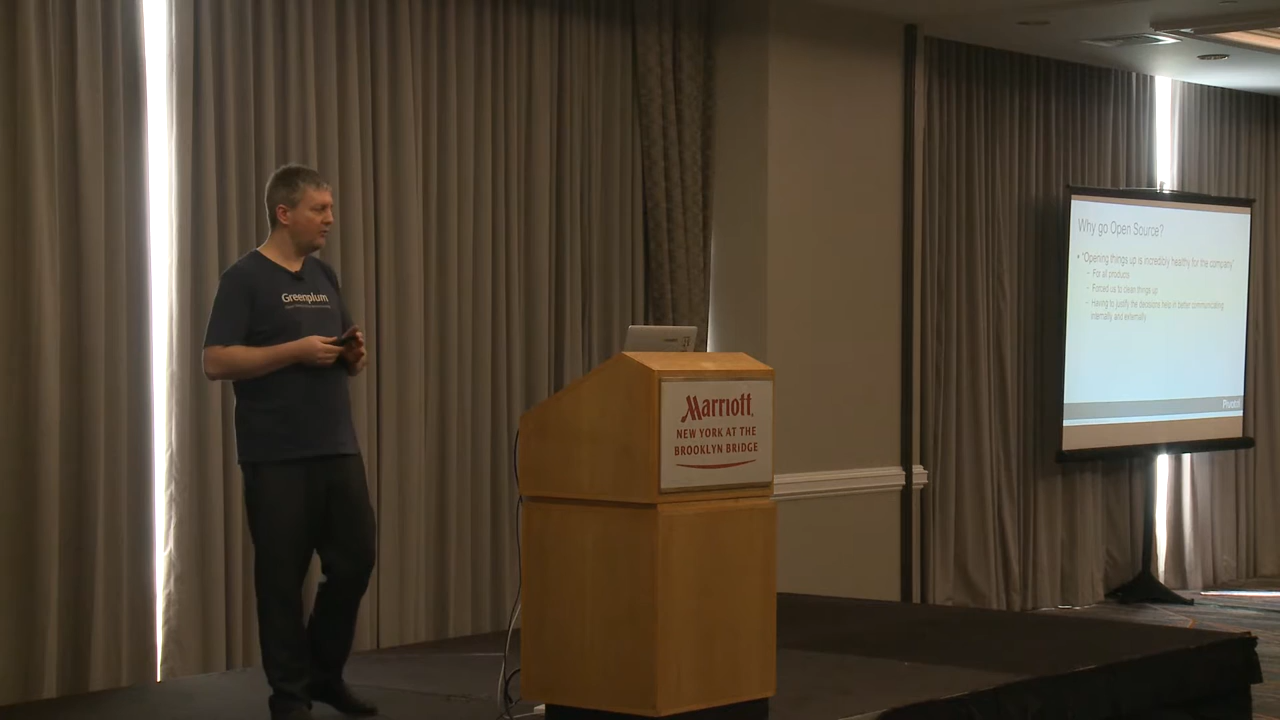 Greenplum
Marriott
NEW YORK AT THE
BROOKLYN BRIDGE
Why go Open Source?
• "Opening things up is incredibly healthy for the company"
- For all products
- Forced us to clean things up
- Having to justify the decisions help in better communicating
internally and externally
Pivotal